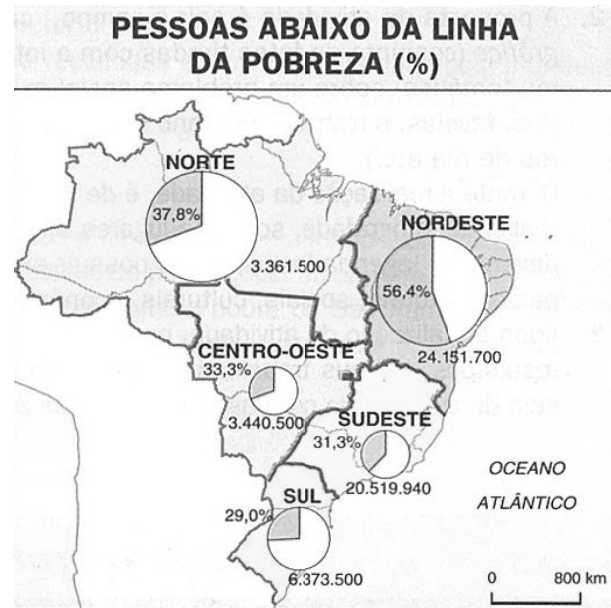 PESSOAS ABAIXO DA LINHA
DA POBREZA (%)
NORTE
37,8%
3.361.500
NORDESTE
56,4%
24.151.700
CENTRO-OESTE
33,3%
3.440.500
SUDESTE
31,3%
20.519.940
SUL
29,0%
6.373.500
OCEANO
ATLÂNTICO
0 800 km